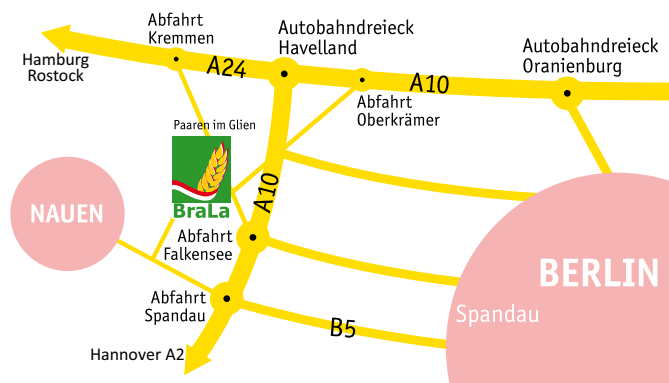 Abfahrt
Kremmen
Autobahndreieck
Havelland
Autobahndreieck
Oranienburg
Hamburg
Rostock
A24
A10
Abfahrt
Oberkrämer
Paaren im Glien
BraLa
A10
NAUEN
Abfahrt
Falkensee
BERLIN
Spandau
Abfahrt
Spandau
B5
Hannover A2